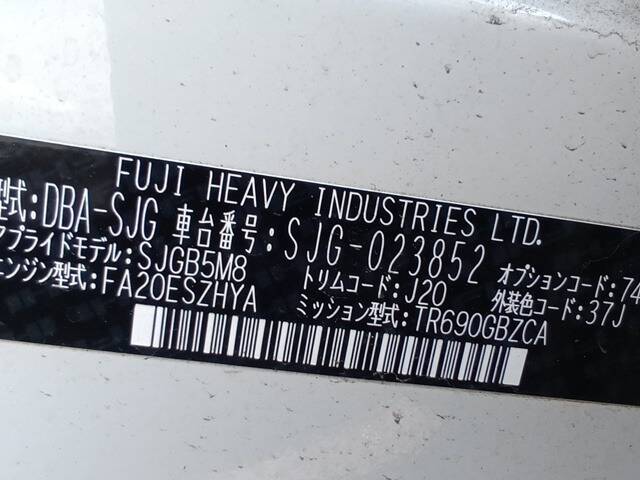 FUJI HEAVY INDUSTRIES LTD.
型式:DBA-SJG 車台番号:SJG-023852
アプライドモデル:SJGB5M8 トリムコード:J20 オプションコード:74
エンジン型式:FA20ESZHYA ミッション型式:TR690GBZCA 外装色コード:37J